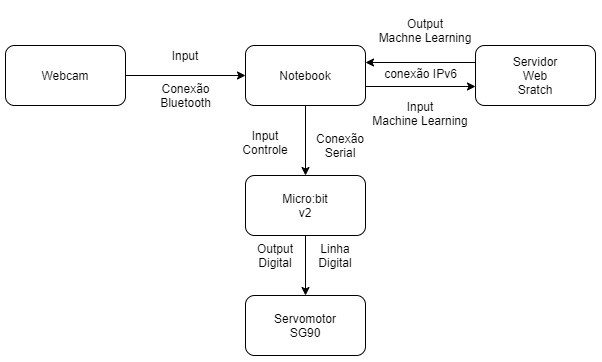 Output
Machne Learning
Input
Servidor
Web
Sratch
Webcam
Notebook
conexão IPv6
Conexão
Bluetooth
Input
Machine Learning
Input
Controle
Conexão
Serial
Micro:bit
v2
Output
Digital
Linha
Digital
Servomotor
SG90